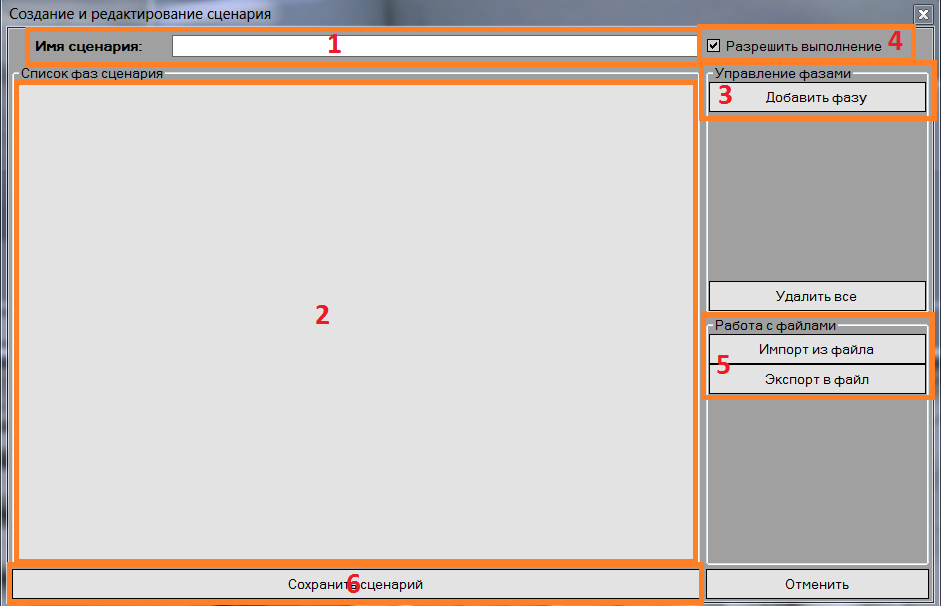 Создание и редактирование сценария
Имя сценария:
1
Разрешить выполнение
4
Список фаз сценария
Управление фазами
3
Добавить фазу
2
Удалить все
Работа с файлами
Импорт из файла
5
Экспорт в файл
Сохранить сценарий
6
Отменить